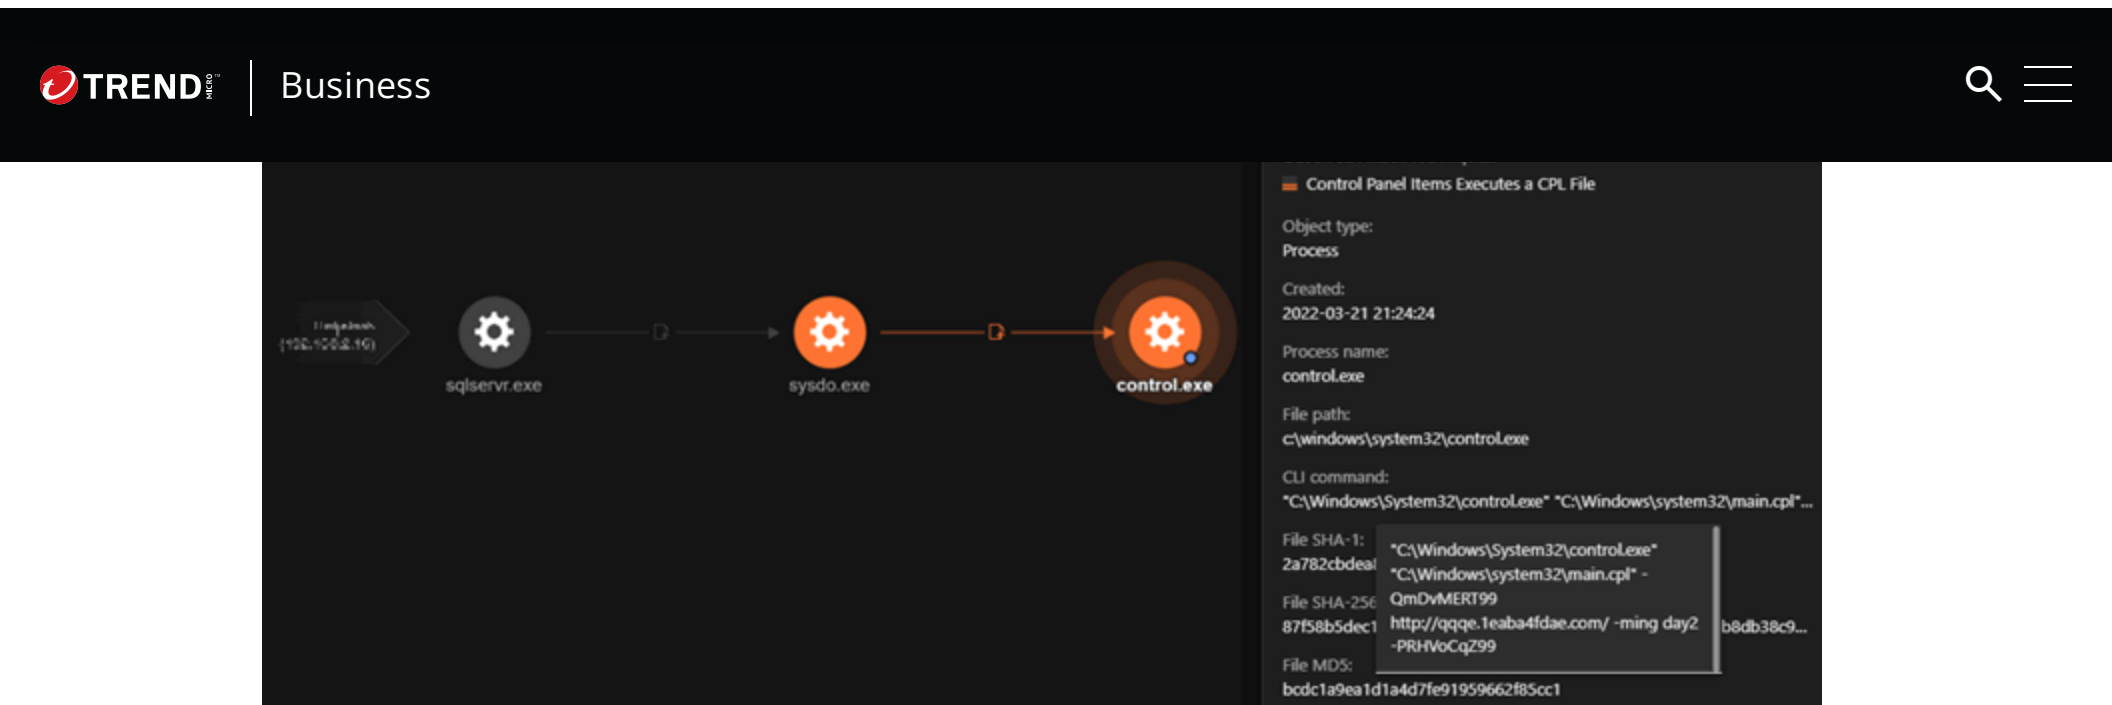 TREND MICRO™
Business
Control Panel Items Executes a CPL File
Object type:
Process
Created:
2022-03-21 21:24:24
Process name:
control.exe
File path:
c:\windows\system32\control.exe
CLI command:
"C:\Windows\System32\control.exe" "C:\Windows\system32\main.cpl"...
File SHA-1:
2a782cbdea
File SHA-256
87f58b5dec1
b8db38c9...
"C:\Windows\System32\control.exe"
"C:\Windows\system32\main.cpl" -
QmDvMERT99
http://qqqe.1eaba4fdae.com/ -ming day2
-PRHVoCqZ99
File MD5:
bcdc1a9ea1d1a4d7fe91959662f85cc1
sqlservr.exe
sysdo.exe
control.exe